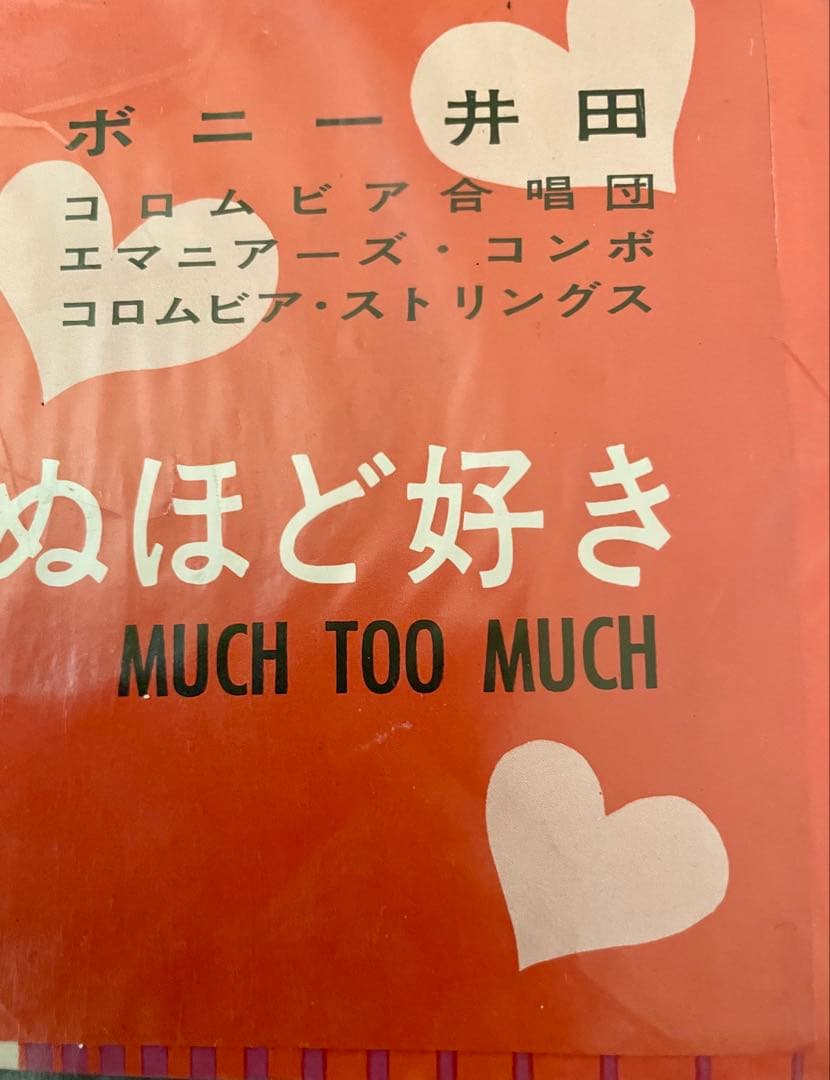 ボニー井田
コロムビア合唱団
エマニアーズ・コンボ
コロムビア・ストリングス
ぬほど好き
MUCH TOO MUCH